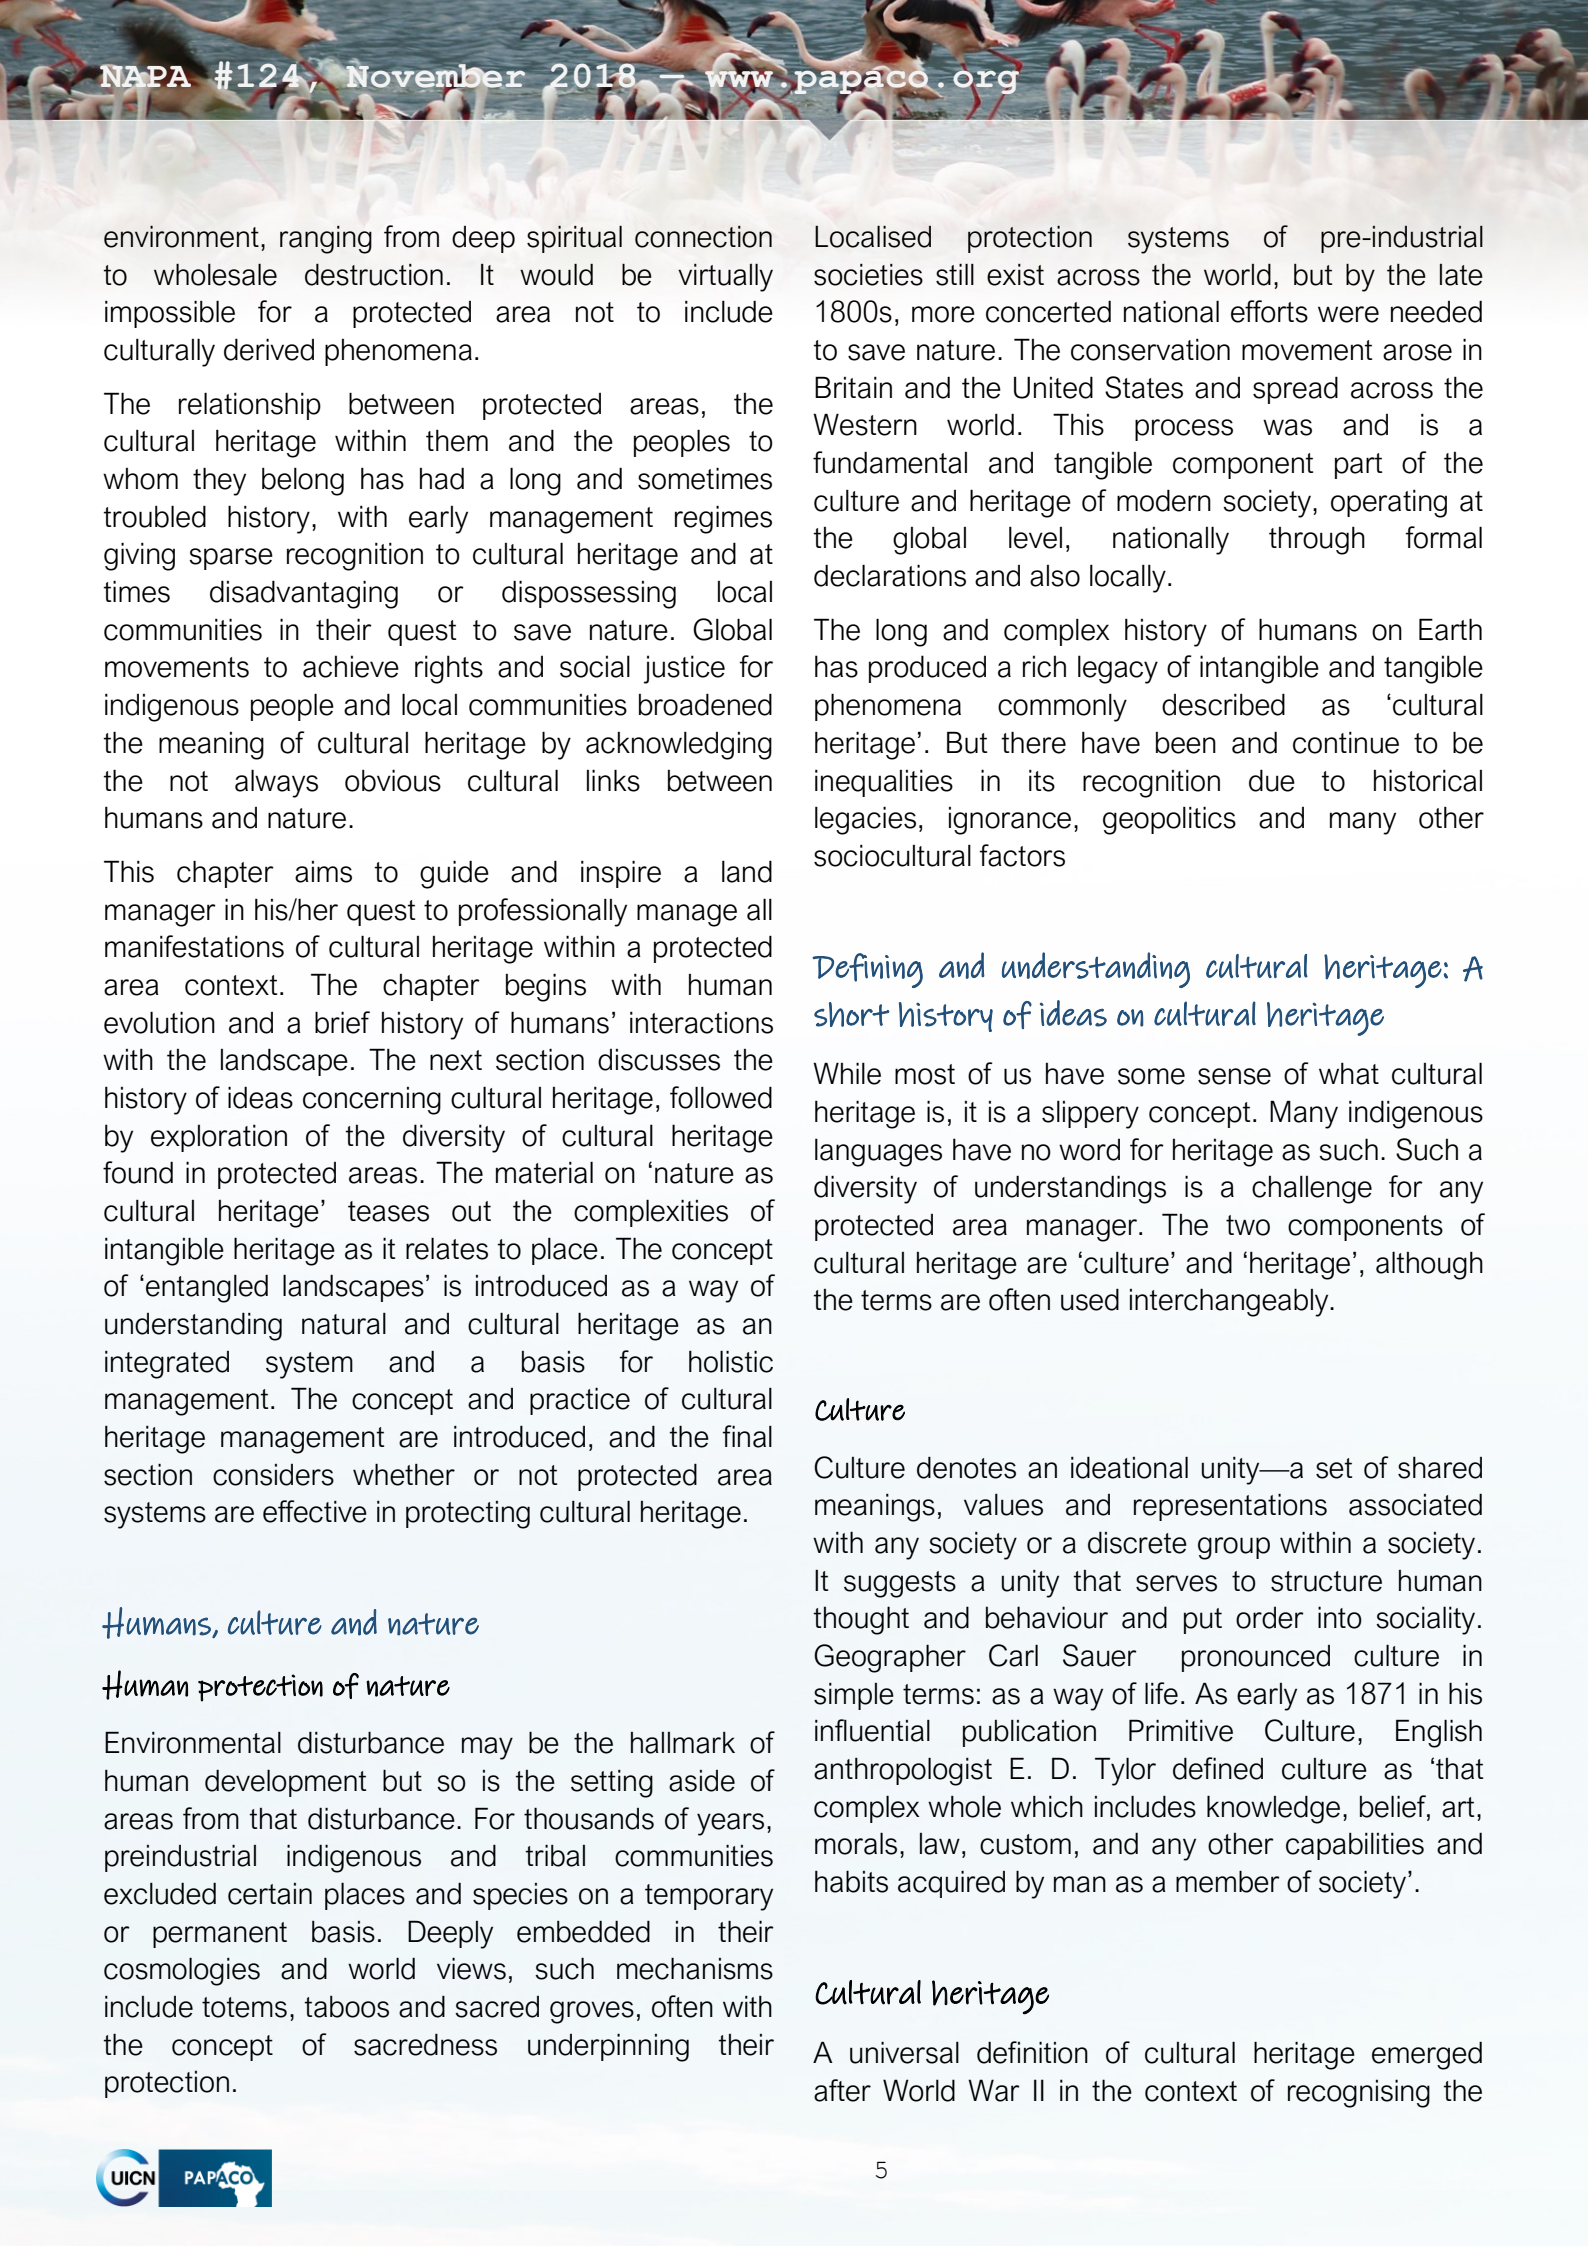 NAPA #124, November 2018 — www.papaco.org
environment, ranging from deep spiritual connection
to wholesale destruction. It would be virtually
impossible for a protected area not to include
culturally derived phenomena.
The relationship between protected areas, the
cultural heritage within them and the peoples to
whom they belong has had a long and sometimes
troubled history, with early management regimes
giving sparse recognition to cultural heritage and at
times disadvantaging or dispossessing local
communities in their quest to save nature. Global
movements to achieve rights and social justice for
indigenous people and local communities broadened
the meaning of cultural heritage by acknowledging
the not always obvious cultural links between
humans and nature.
This chapter aims to guide and inspire a land
manager in his/her quest to professionally manage all
manifestations of cultural heritage within a protected
area context. The chapter begins with human
evolution and a brief history of humans’ interactions
with the landscape. The next section discusses the
history of ideas concerning cultural heritage, followed
by exploration of the diversity of cultural heritage
found in protected areas. The material on ‘nature as
cultural heritage’ teases out the complexities of
intangible heritage as it relates to place. The concept
of ‘entangled landscapes’ is introduced as a way of
understanding natural and cultural heritage as an
integrated system and a basis for holistic
management. The concept and practice of cultural
heritage management are introduced, and the final
section considers whether or not protected area
systems are effective in protecting cultural heritage.
Humans, culture and nature
Human protection of nature
Environmental disturbance may be the hallmark of
human development but so is the setting aside of
areas from that disturbance. For thousands of years,
preindustrial indigenous and tribal communities
excluded certain places and species on a temporary
or permanent basis. Deeply embedded in their
cosmologies and world views, such mechanisms
include totems, taboos and sacred groves, often with
the concept of sacredness underpinning their
protection.
Localised protection systems of pre-industrial
societies still exist across the world, but by the late
1800s, more concerted national efforts were needed
to save nature. The conservation movement arose in
Britain and the United States and spread across the
Western world. This process was and is a
fundamental and tangible component part of the
culture and heritage of modern society, operating at
the global level, nationally through formal
declarations and also locally.
The long and complex history of humans on Earth
has produced a rich legacy of intangible and tangible
phenomena commonly described as ‘cultural
heritage’. But there have been and continue to be
inequalities in its recognition due to historical
legacies, ignorance, geopolitics and many other
sociocultural factors
Defining and understanding cultural heritage: A
short history of ideas on cultural heritage
While most of us have some sense of what cultural
heritage is, it is a slippery concept. Many indigenous
languages have no word for heritage as such. Such a
diversity of understandings is a challenge for any
protected area manager. The two components of
cultural heritage are ‘culture’ and ‘heritage’, although
the terms are often used interchangeably.
Culture
Culture denotes an ideational unity—a set of shared
meanings, values and representations associated
with any society or a discrete group within a society.
It suggests a unity that serves to structure human
thought and behaviour and put order into sociality.
Geographer Carl Sauer pronounced culture in
simple terms: as a way of life. As early as 1871 in his
influential publication Primitive Culture, English
anthropologist E. D. Tylor defined culture as ‘that
complex whole which includes knowledge, belief, art,
morals, law, custom, and any other capabilities and
habits acquired by man as a member of society’.
Cultural heritage
A universal definition of cultural heritage emerged
after World War II in the context of recognising the
UICN PAPACO
5